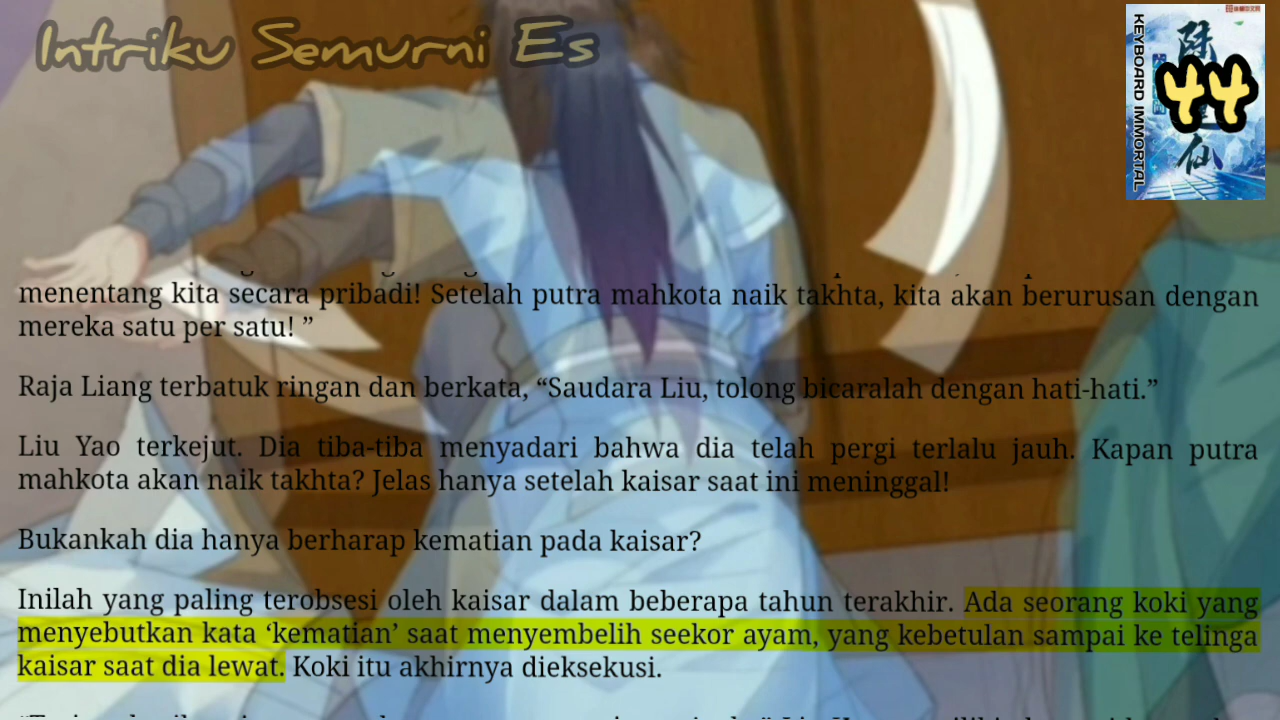 Intriku Semurni Es
KEYBOARD IMMORTAL
44
menentang kita secara pribadi! Setelah putra mahkota naik takhta, kita akan berurusan dengan
mereka satu per satu! ”
Raja Liang terbatuk ringan dan berkata, “Saudara Liu, tolong bicaralah dengan hati-hati.”
Liu Yao terkejut. Dia tiba-tiba menyadari bahwa dia telah pergi terlalu jauh. Kapan putra
mahkota akan naik takhta? Jelas hanya setelah kaisar saat ini meninggal!
Bukankah dia hanya berharap kematian pada kaisar?
Inilah yang paling terobsesi oleh kaisar dalam beberapa tahun terakhir. Ada seorang koki yang
menyebutkan kata ‘kematian’ saat menyembelih seekor ayam, yang kebetulan sampai ke telinga
kaisar saat dia lewat. Koki itu akhirnya dieksekusi.